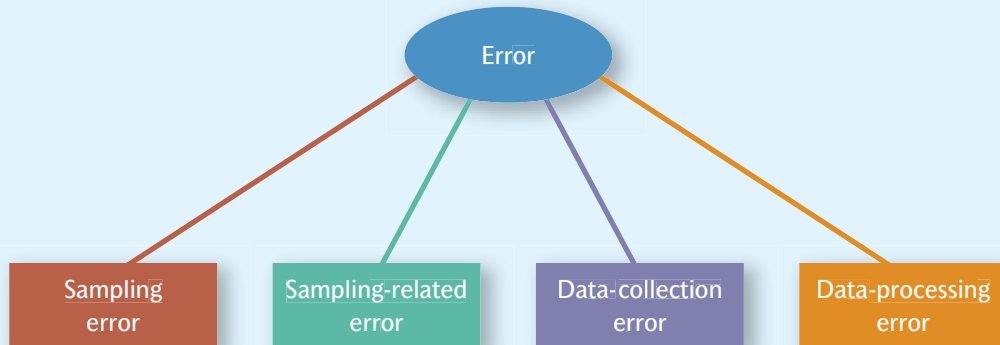 Error
Sampling
error
Sampling-related
error
Data-collection
error
Data-processing
error